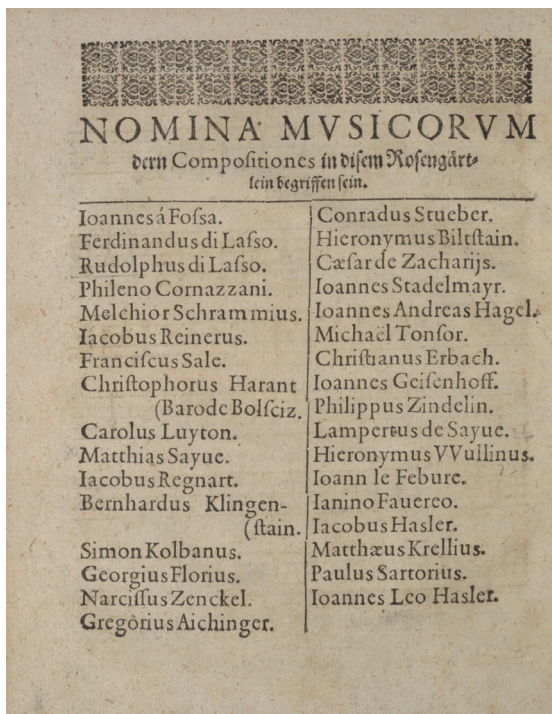 NOMINA MVSICORVM
dern Compositiones in disem Rosengårt-
lein begriffen sein.
Ioannes á Fossa.
Ferdinandus di Lasso.
Rudolphus di Lasso.
Phileno Cornazzani.
Melchior Schrammius.
Iacobus Reinerus.
Franciscus Sale.
Christophorus Harant
(Baro de Bolsciz.
Carolus Luyton.
Matthias Sayue.
Iacobus Regnart.
Bernhardus Klingen-
(stain.
Simon Kolbanus.
Georgius Florius.
Narcissus Zenckel.
Gregòrius Aichinger.
Conradus Stueber.
Hieronymus Biltstain.
Cæsar de Zacharijs.
Ioannes Stadelmayr.
Ioannes Andreas Hagel.
Michaël Tonsor.
Christianus Erbach.
Ioannes Geisenhoff.
Philippus Zindelin.
Lampertus de Sayue.
Hieronymus VVullinus.
Ioann le Febure.
Ianino Fauereo.
Iacobus Hasler.
Matthæus Krellius.
Paulus Sartorius.
Ioannes Leo Hasler.